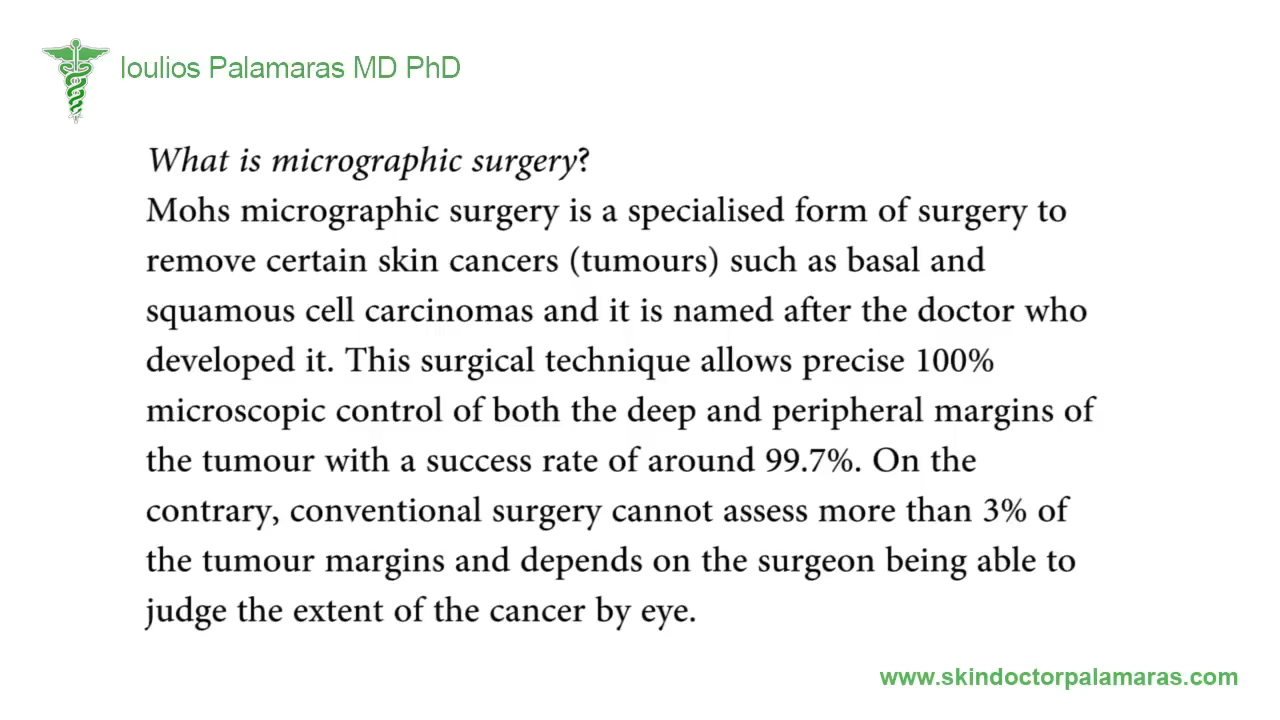 Ioulios Palamaras MD PhD
What is micrographic surgery?
Mohs micrographic surgery is a specialised form of surgery to
remove certain skin cancers (tumours) such as basal and
squamous cell carcinomas and it is named after the doctor who
developed it. This surgical technique allows precise 100%
microscopic control of both the deep and peripheral margins of
the tumour with a success rate of around 99.7%. On the
contrary, conventional surgery cannot assess more than 3% of
the tumour margins and depends on the surgeon being able to
judge the extent of the cancer by eye.
www.skindoctorpalamaras.com